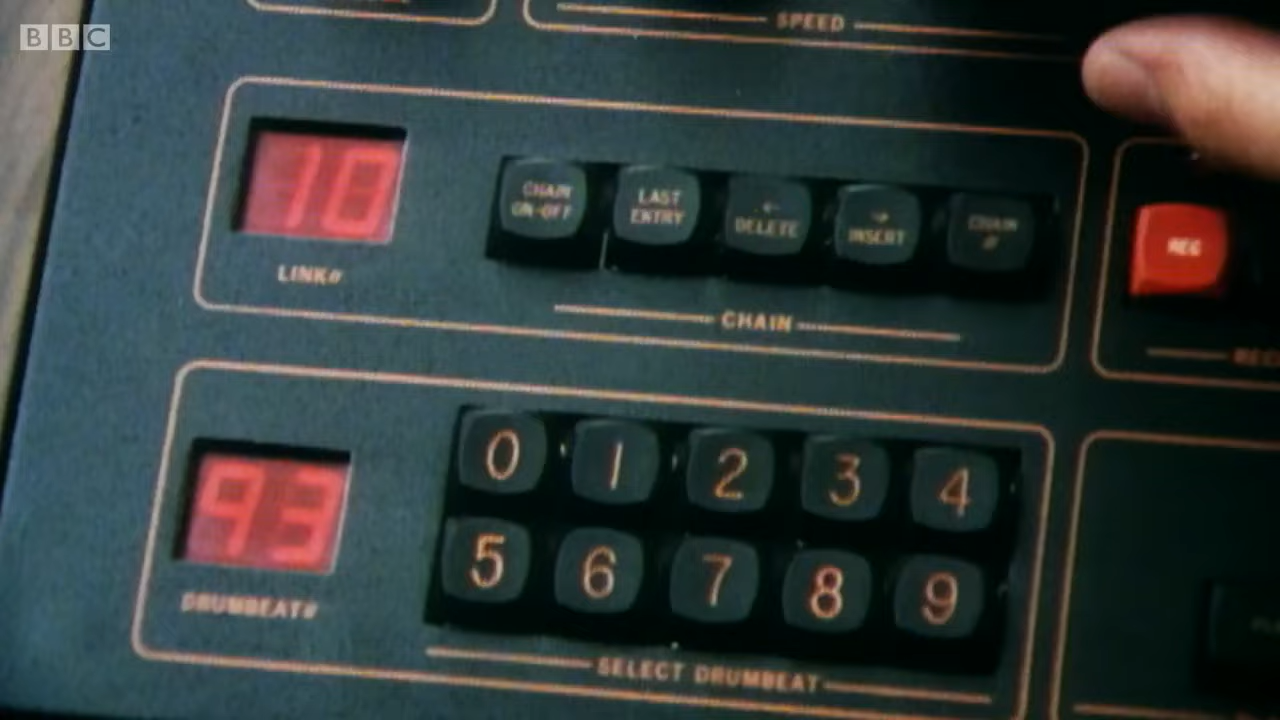 BBC
SPEED
10
LINK#
CHAIN
ON-OFF
LAST
ENTRY
←
DELETE
→
INSERT
CHAIN
#
CHAIN
REC
93
DRUMBEAT#
0 1 2 3 4
5 6 7 8 9
SELECT DRUMBEAT